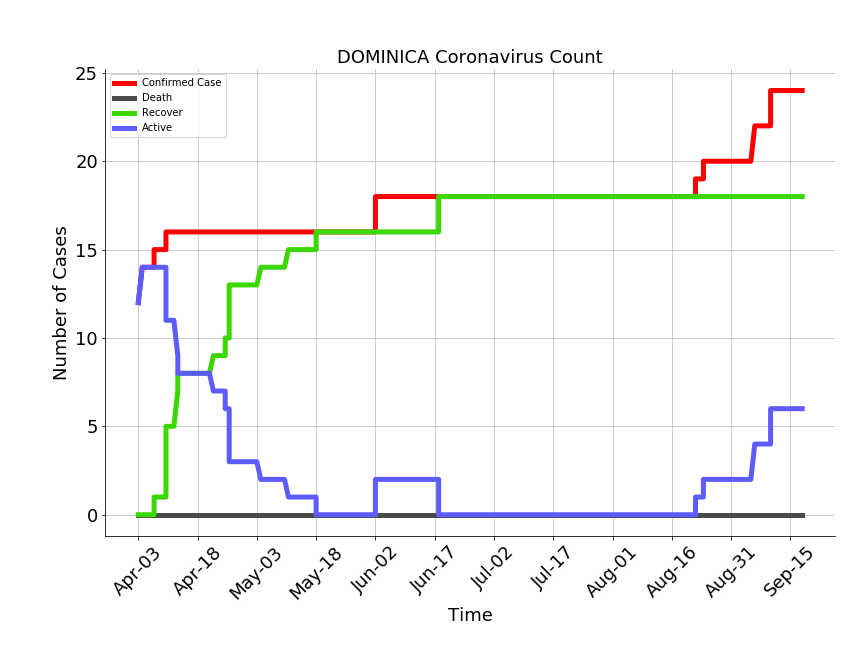 DOMINICA Coronavirus Count
Confirmed Case
Death
Recover
Active
Number of Cases
25
20
15
10
5
0
Apr-03
Apr-18
May-03
May-18
Jun-02
Jun-17
Jul-02
Jul-17
Aug-01
Aug-16
Aug-31
Sep-15
Time